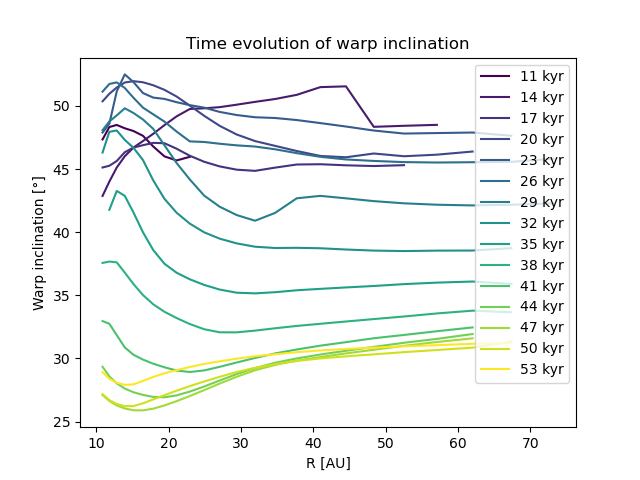 Time evolution of warp inclination
Warp inclination [°]
50
45
40
35
30
25
10
20
30
40
50
60
70
R [AU]
11 kyr
14 kyr
17 kyr
20 kyr
23 kyr
26 kyr
29 kyr
32 kyr
35 kyr
38 kyr
41 kyr
44 kyr
47 kyr
50 kyr
53 kyr